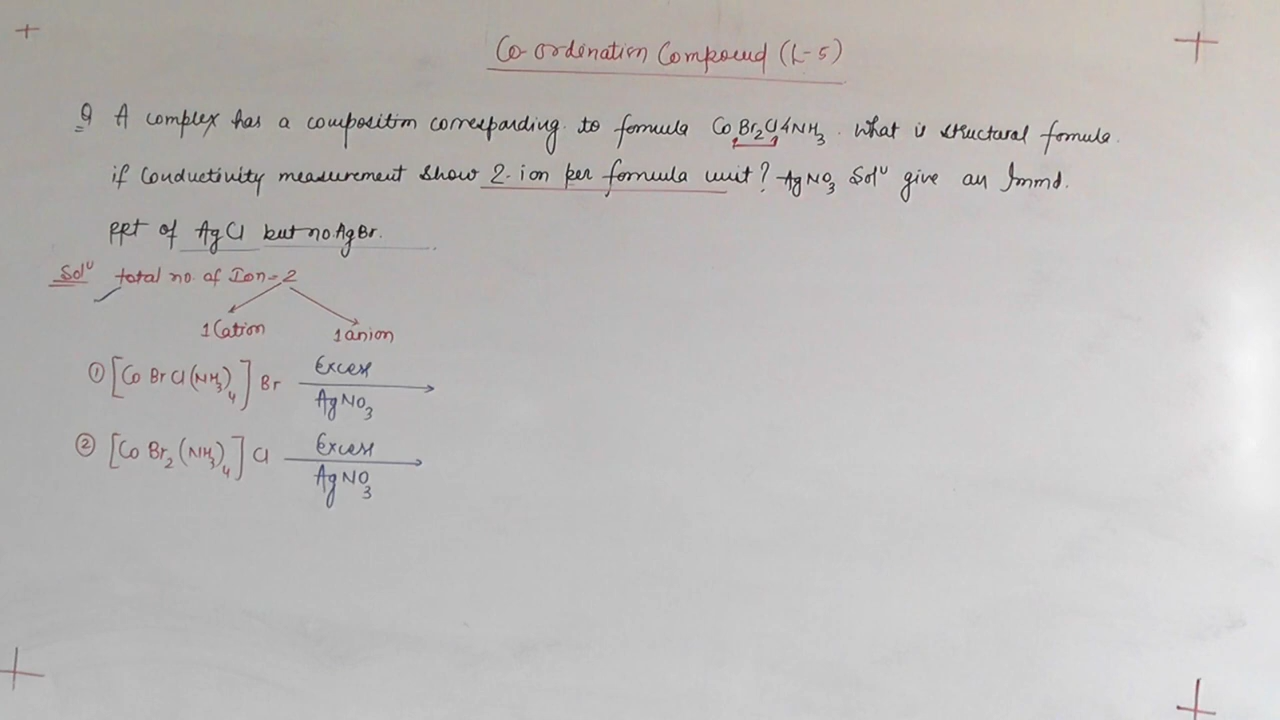 Co-ordination Compound (L-5)
Q A complex has a composition corresponding to formula CoBr₂Cl4NH₃. What is structural formula
if Conductivity measurement show 2-ion per formula unit? AgNO₃ Solⁿ give an Immd.
ppt of AgCl but no AgBr.
Solⁿ total no. of Ion = 2
1 Cation 1 anion
① [Co Br Cl (NH₃)₄] Br Excess AgNO₃
② [Co Br₂ (NH₃)₄] Cl Excess AgNO₃